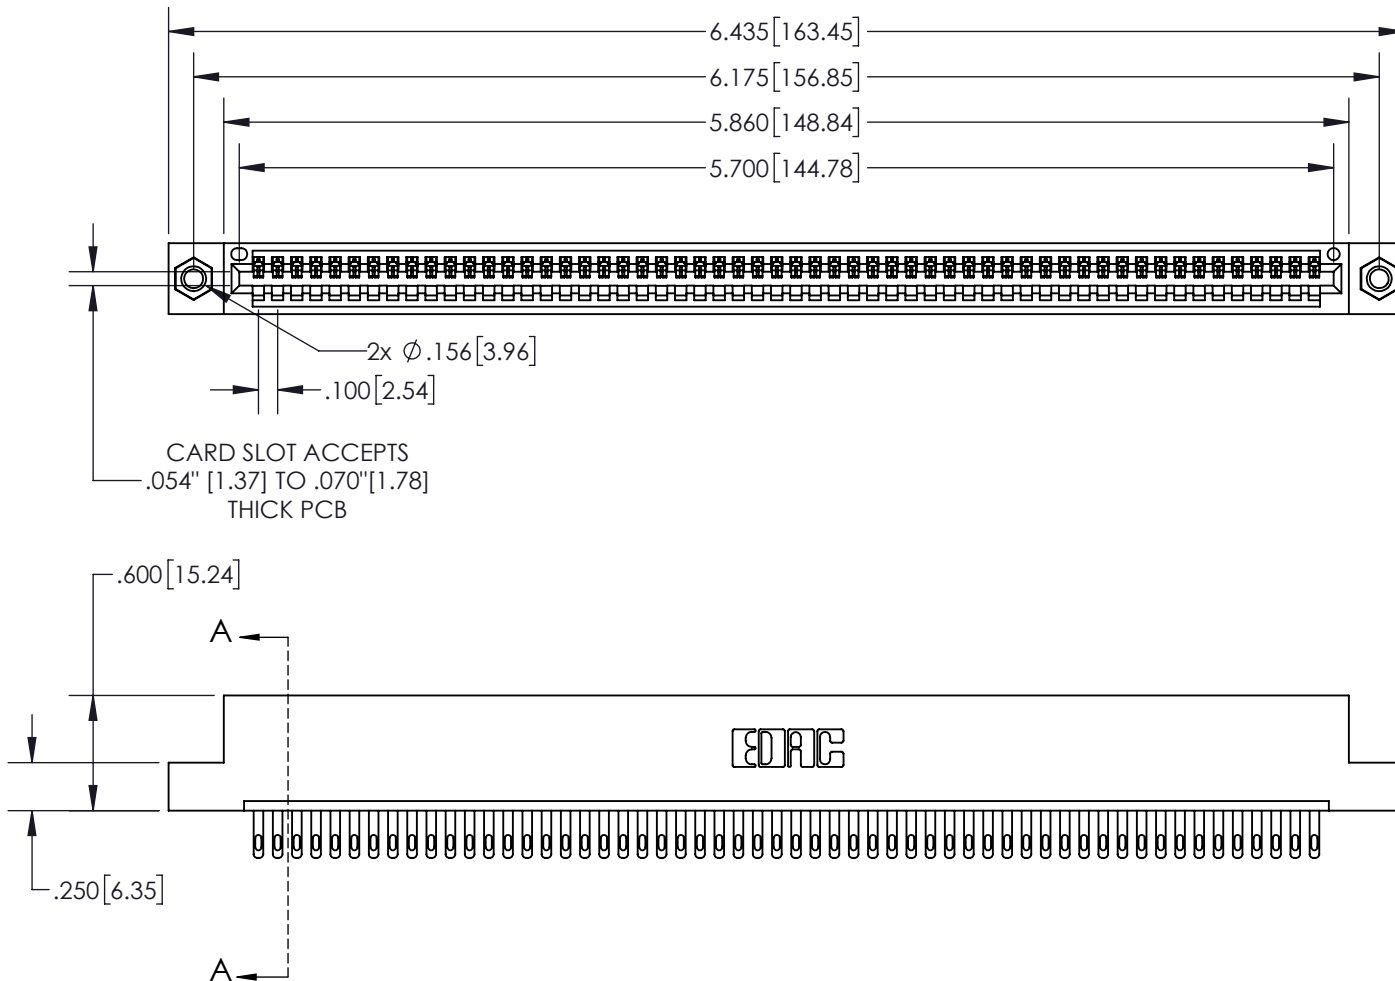 6.435[163.45]
6.175[156.85]
5.860[148.84]
5.700[144.78]
2x Ø.156[3.96]
.100[2.54]
CARD SLOT ACCEPTS
.054" [1.37] TO .070"[1.78]
THICK PCB
.600[15.24]
A
EDAC
.250[6.35]
A